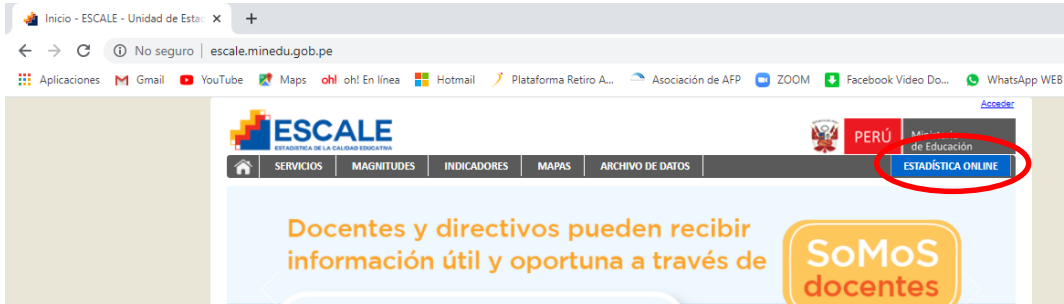 Inicio - ESCALE - Unidad de Estad
No seguro | escale.minedu.gob.pe
Aplicaciones Gmail YouTube Maps oh! oh! En línea Hotmail Plataforma Retiro A... Asociación de AFP ZOOM Facebook Video Do... WhatsApp WEB
Acceder
ESCALE
ESTADISTICA DE LA CALIDAD EDUCATIVA
PERÚ Ministerio
de Educación
SERVICIOS MAGNITUDES INDICADORES MAPAS ARCHIVO DE DATOS ESTADÍSTICA ONLINE
Docentes y directivos pueden recibir
información útil y oportuna a través de
SoMoS
docentes